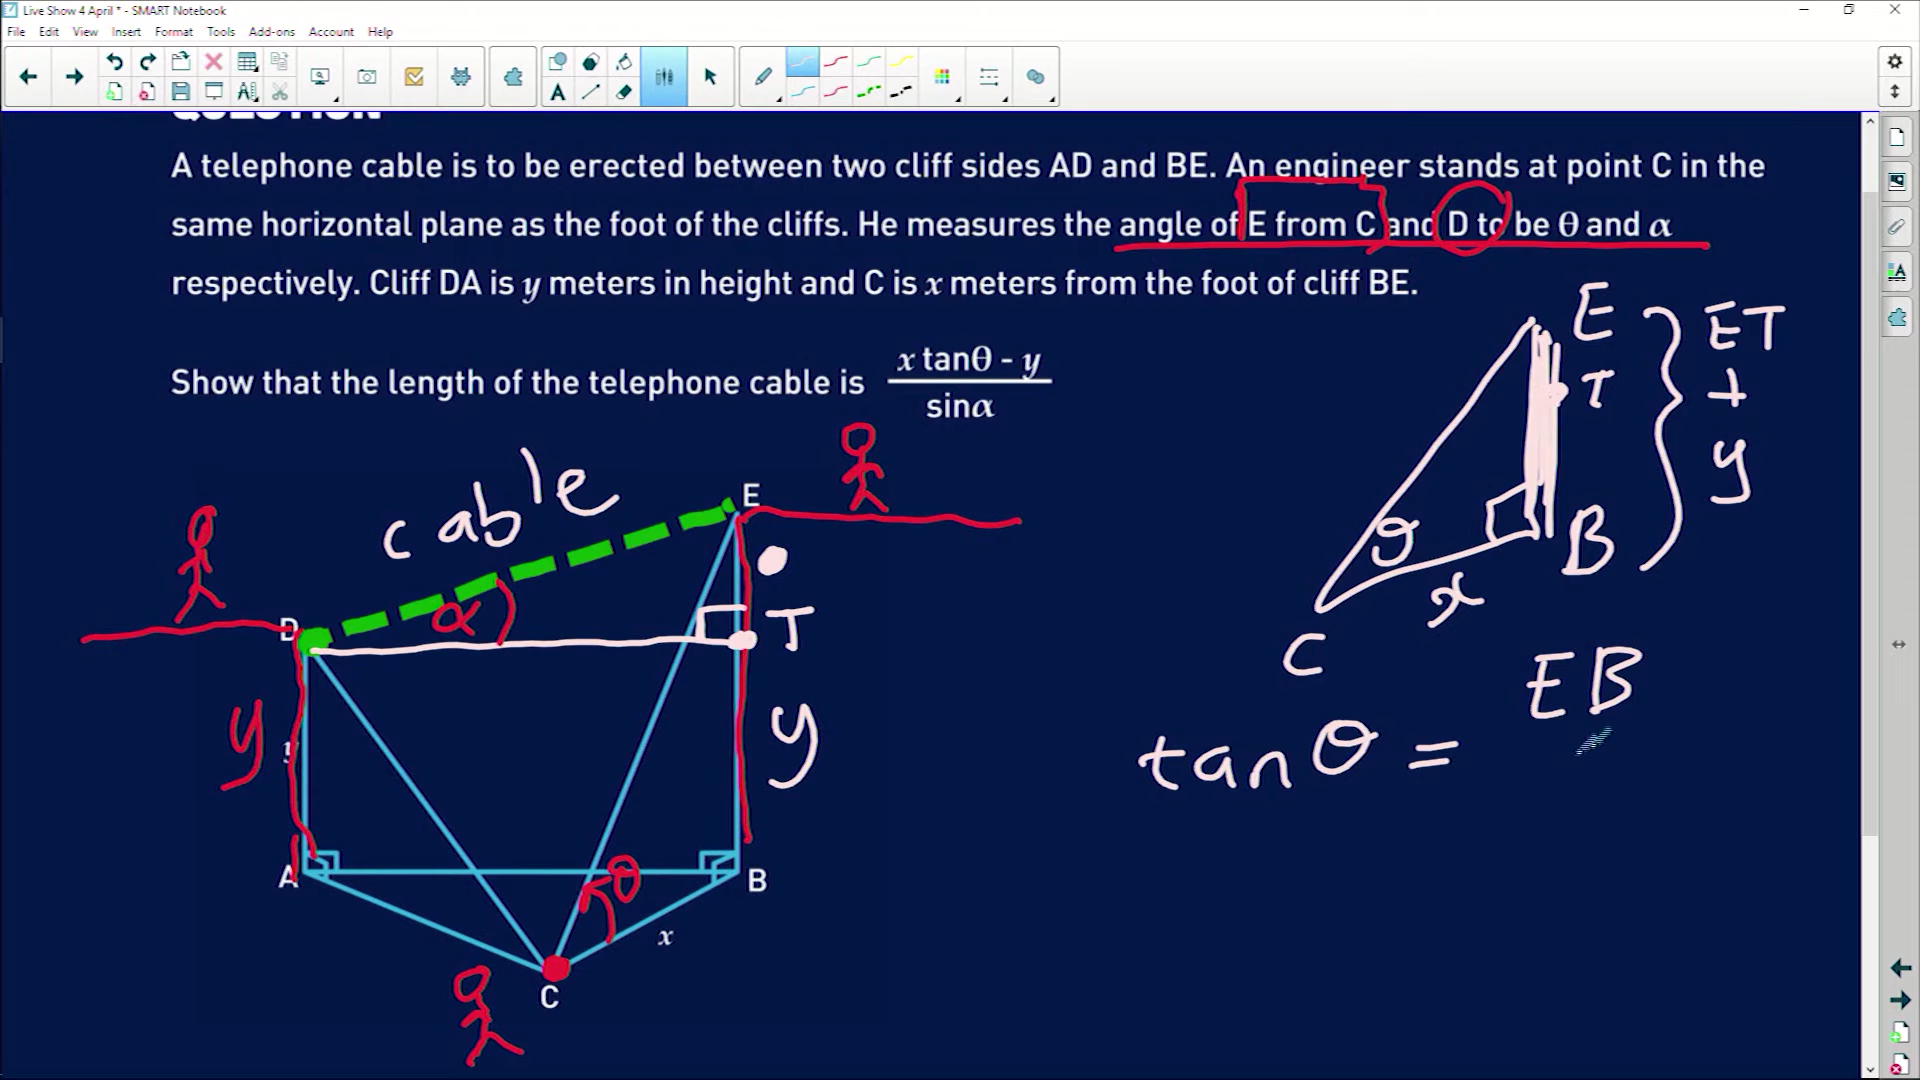 Live Show 4 April * - SMART Notebook
File Edit View Insert Format Tools Add-ons Account Help
QUESTION
A telephone cable is to be erected between two cliff sides AD and BE. An engineer stands at point C in the
same horizontal plane as the foot of the cliffs. He measures the angle of E from C and D to be θ and α
respectively. Cliff DA is y meters in height and C is x meters from the foot of cliff BE.
Show that the length of the telephone cable is x tanθ - y
sinα
cable
E
D
α
T
y
y
y
A
B
θ
x
C
E
T
B
ET
+
y
θ
x
C
tan θ = EB